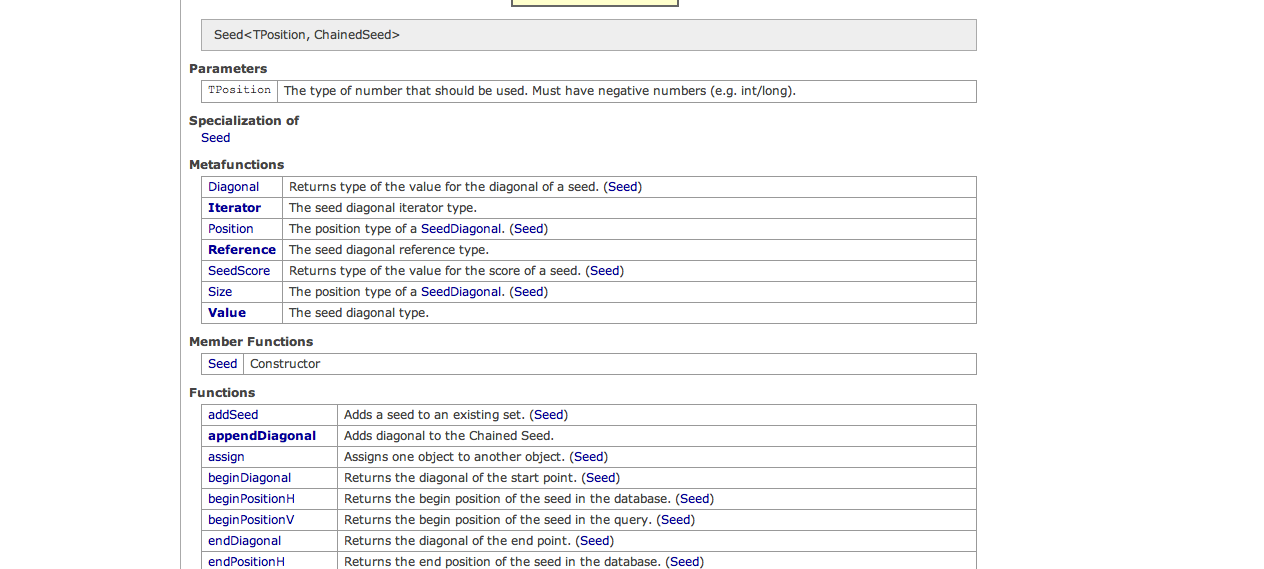 Seed<TPosition, ChainedSeed>
Parameters
TPosition The type of number that should be used. Must have negative numbers (e.g. int/long).
Specialization of
Seed
Metafunctions
Diagonal Returns type of the value for the diagonal of a seed. (Seed)
Iterator The seed diagonal iterator type.
Position The position type of a SeedDiagonal. (Seed)
Reference The seed diagonal reference type.
SeedScore Returns type of the value for the score of a seed. (Seed)
Size The position type of a SeedDiagonal. (Seed)
Value The seed diagonal type.
Member Functions
Seed Constructor
Functions
addSeed Adds a seed to an existing set. (Seed)
appendDiagonal Adds diagonal to the Chained Seed.
assign Assigns one object to another object. (Seed)
beginDiagonal Returns the diagonal of the start point. (Seed)
beginPositionH Returns the begin position of the seed in the database. (Seed)
beginPositionV Returns the begin position of the seed in the query. (Seed)
endDiagonal Returns the diagonal of the end point. (Seed)
endPositionH Returns the end position of the seed in the database. (Seed)